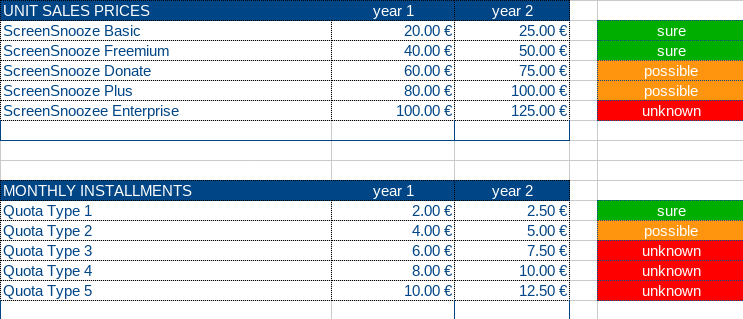 UNIT SALES PRICES year 1 year 2
ScreenSnooze Basic 20.00 € 25.00 € sure
ScreenSnooze Freemium 40.00 € 50.00 € sure
ScreenSnooze Donate 60.00 € 75.00 € possible
ScreenSnooze Plus 80.00 € 100.00 € possible
ScreenSnoozee Enterprise 100.00 € 125.00 € unknown
MONTHLY INSTALLMENTS year 1 year 2
Quota Type 1 2.00 € 2.50 € sure
Quota Type 2 4.00 € 5.00 € possible
Quota Type 3 6.00 € 7.50 € unknown
Quota Type 4 8.00 € 10.00 € unknown
Quota Type 5 10.00 € 12.50 € unknown